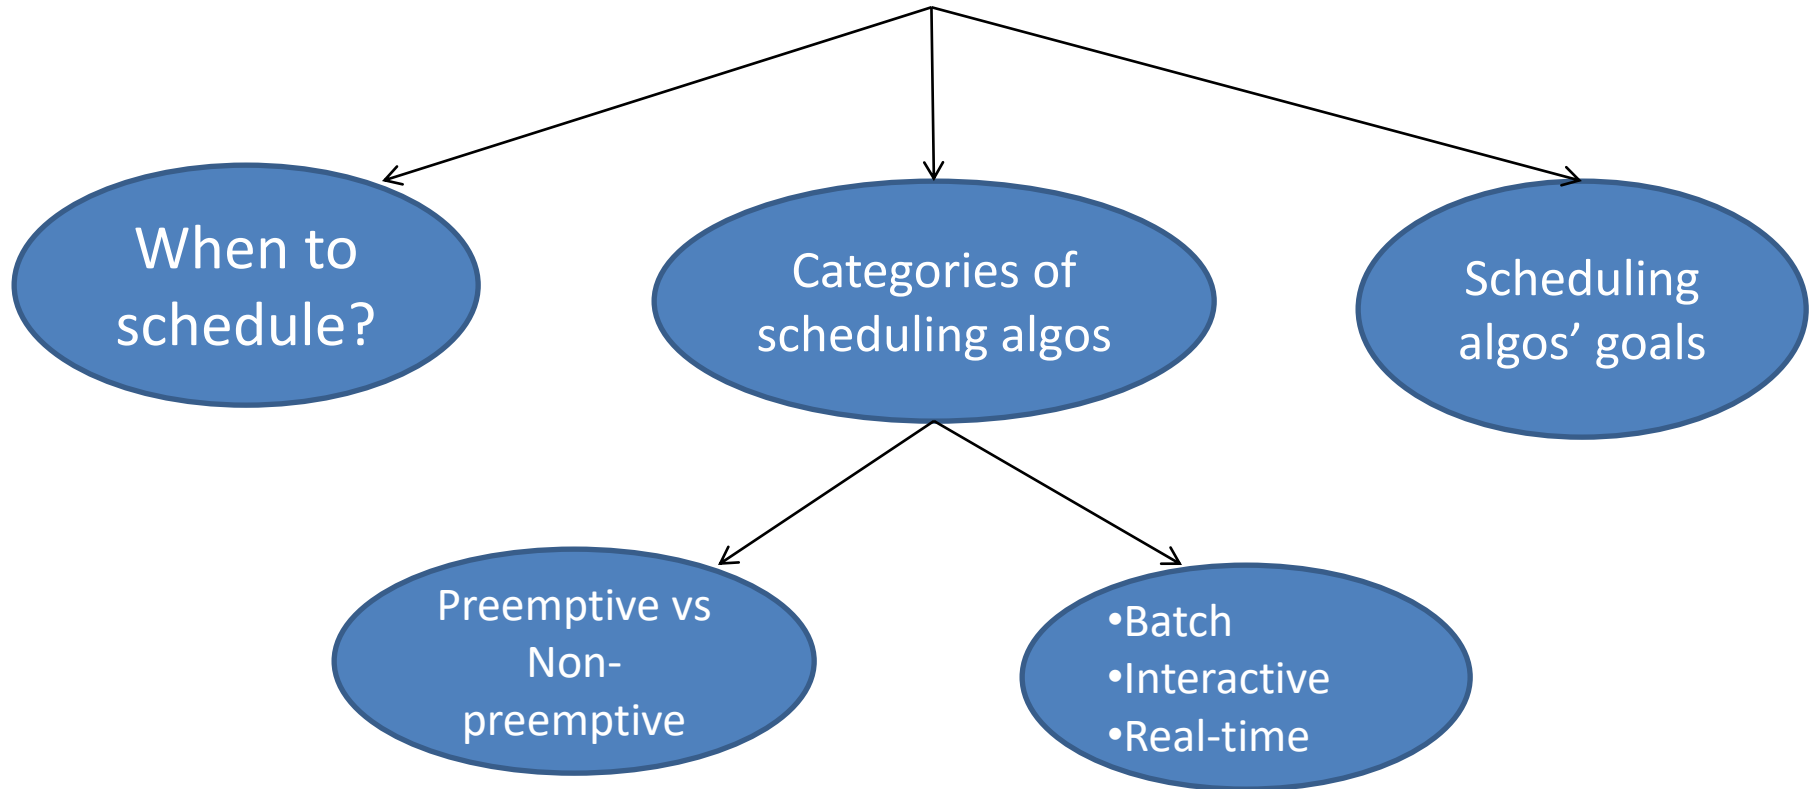 When to
schedule?
Categories of
scheduling algos
Scheduling
algos’ goals
Preemptive vs
Non-
preemptive
•Batch
•Interactive
•Real-time